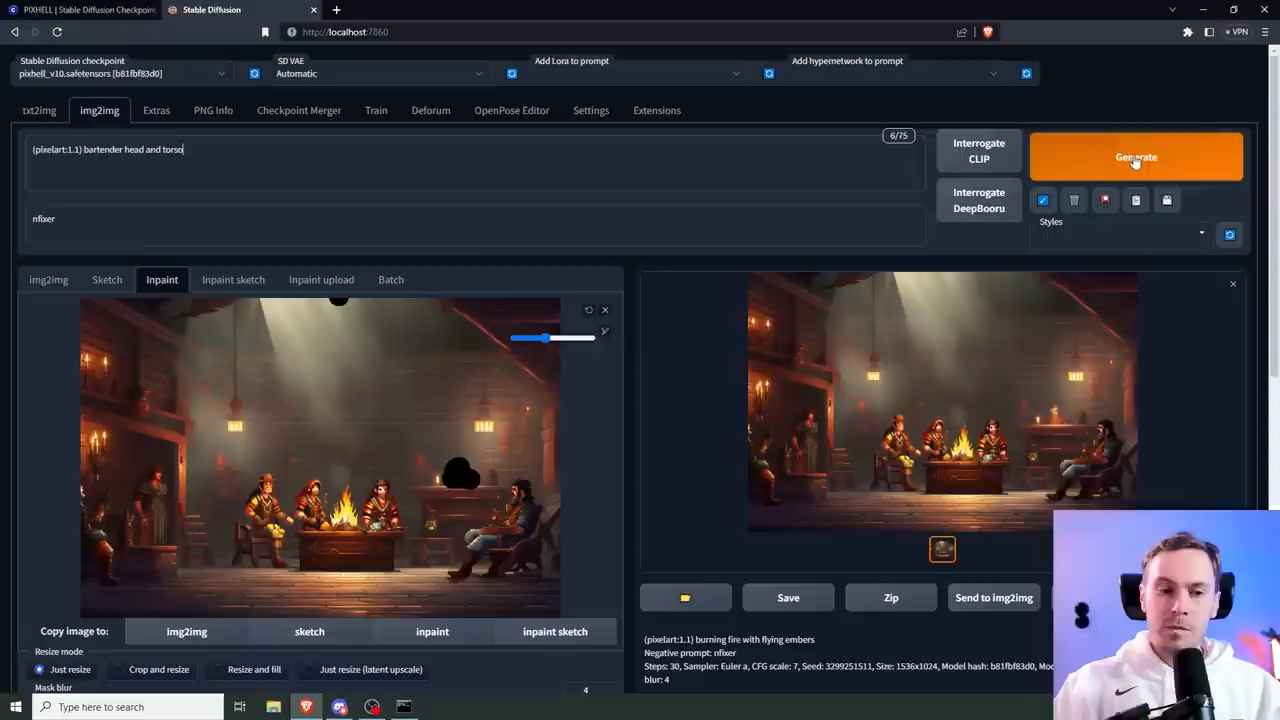 PIXHELL | Stable Diffusion Checkpoint
Stable Diffusion
http://localhost:7860
VPN
Stable Diffusion checkpoint
pixhell_v10.safetensors [b81fbf83d0]
SD VAE
Automatic
Add Lora to prompt
Add hypernetwork to prompt
txt2img
img2img
Extras
PNG Info
Checkpoint Merger
Train
Deforum
OpenPose Editor
Settings
Extensions
(pixelart:1.1) bartender head and torso
6/75
nfixer
Interrogate
CLIP
Interrogate
DeepBooru
Generate
Styles
img2img
Sketch
Inpaint
Inpaint sketch
Inpaint upload
Batch
Copy image to:
img2img
sketch
inpaint
inpaint sketch
Resize mode
Just resize
Crop and resize
Resize and fill
Just resize (latent upscale)
Mask blur
4
Save
Zip
Send to img2img
(pixelart:1.1) burning fire with flying embers
Negative prompt: nfixer
Steps: 30, Sampler: Euler a, CFG scale: 7, Seed: 3299251511, Size: 1536x1024, Model hash: b81fbf83d0, Mo
blur: 4
Type here to search